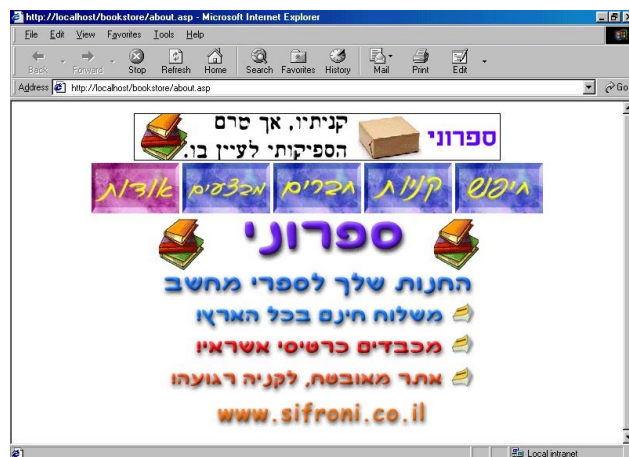 http://localhost/bookstore/about.asp - Microsoft Internet Explorer
File Edit View Favorites Tools Help
Back Forward Stop Refresh Home Search Favorites History Mail Print Edit
Address http://localhost/bookstore/about.asp Go
ספרוני
קניתיו, אך טרם
הספיקותי לעיין בו.
חיפוש קניות חברים מבצעים אודות
ספרוני
החנות שלך לספרי מחשב
משלוח חינם בכל הארץ!
מכבדים כרטיסי אשראי!
אתר מאובטח, לקניה רגועה!
www.sifroni.co.il
Local intranet